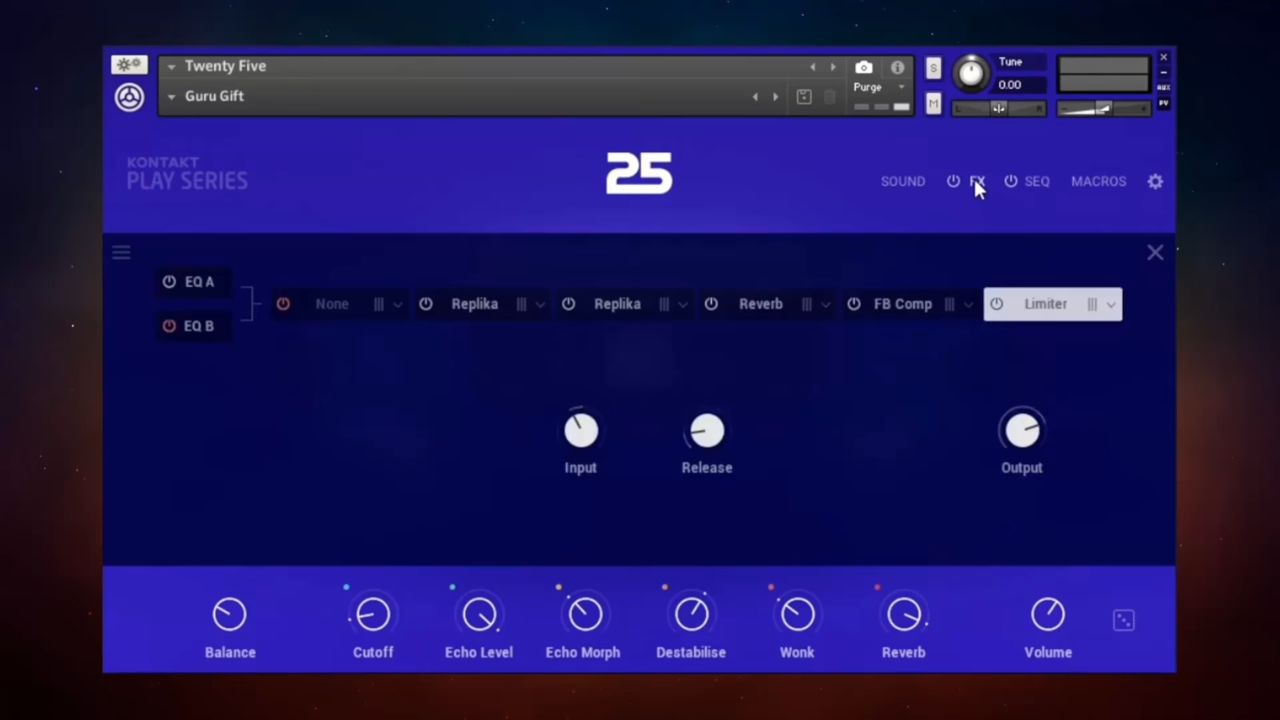 Twenty Five
Guru Gift
Purge
S
M
Tune
0.00
L
R
AUX
PV
KONTAKT
PLAY SERIES
25
SOUND
FX
SEQ
MACROS
EQ A
EQ B
None
Replika
Replika
Reverb
FB Comp
Limiter
Input
Release
Output
Balance
Cutoff
Echo Level
Echo Morph
Destabilise
Wonk
Reverb
Volume